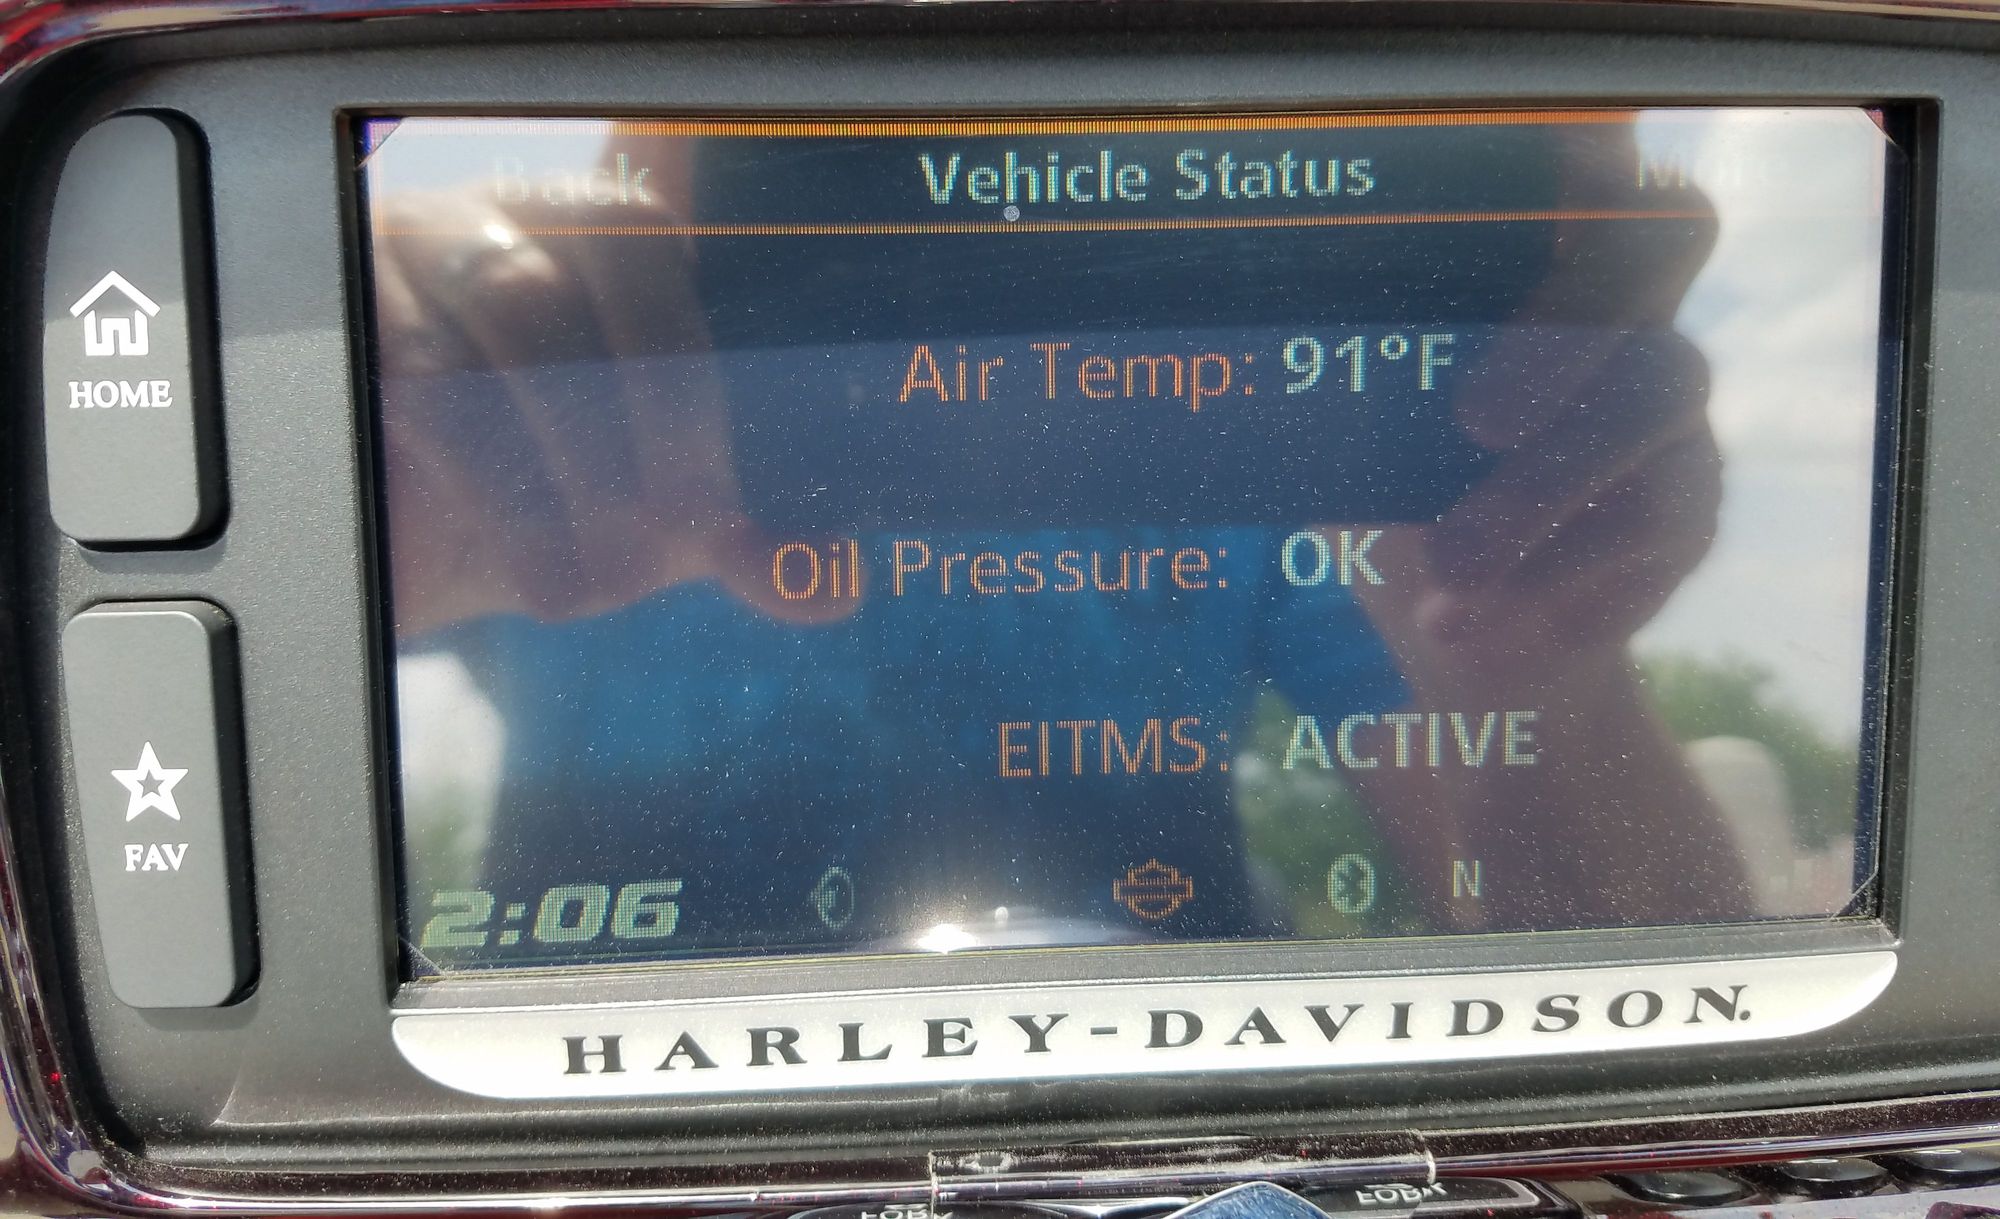 Back
Vehicle Status
HOME
Air Temp: 91°F
Oil Pressure: OK
EITMS: ACTIVE
FAV
2:06
N
HARLEY-DAVIDSON.